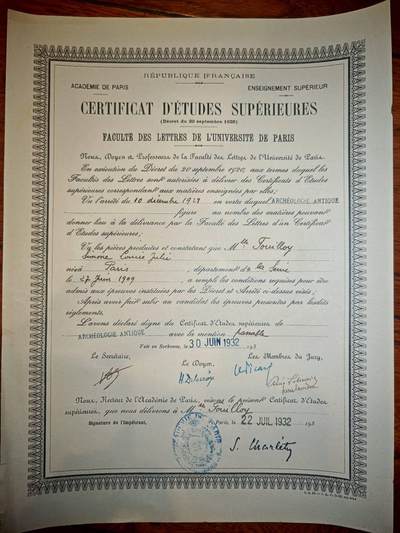 RÉPUBLIQUE FRANÇAISE
ACADÉMIE DE PARIS
ENSEIGNEMENT SUPÉRIEUR
CERTIFICAT D'ÉTUDES SUPÉRIEURES
(Décret du 20 septembre 1920)
FACULTÉ DES LETTRES DE L'UNIVERSITÉ DE PARIS
Nous, Doyen et Professeurs de la Faculté des Lettres de l'Université de Paris,
En exécution du Décret du 20 septembre 1920, aux termes duquel les
Facultés des Lettres sont autorisées à délivrer des Certificats d'Études
supérieures correspondant aux matières enseignées par elles;
Vu l'arrêté du 1929 en vertu duquel ARCHÉOLOGIE ANTIQUE
figure au nombre des matières pouvant
donner lieu à la délivrance par la Faculté des Lettres d'un Certificat
d'Études supérieures;
Vu les pièces produites et constatant que Mlle
Simone Louise Julie
né à Paris, département de la Seine
le 27 Juin 1909, a rempli les conditions requises pour être
admis aux épreuves instituées par les Décret et Arrêté ci-dessus visés;
Après avoir fait subir au candidat les épreuves prescrites par lesdits
règlements,
L'avons déclaré digne du Certificat d'Études supérieures de
ARCHÉOLOGIE ANTIQUE avec la mention passable
Fait en Sorbonne, le 30 JUIN 1932 193
Le Secrétaire, Le Doyen, Les Membres du Jury,
H Delacroix
Ch Picard
Nous, Recteur de l'Académie de Paris, visons le présent Certificat d'Études
supérieures, que nous délivrons à Mlle
Signature de l'Impétrant, Paris, le 22 JUIL 1932 193
S. Charléty